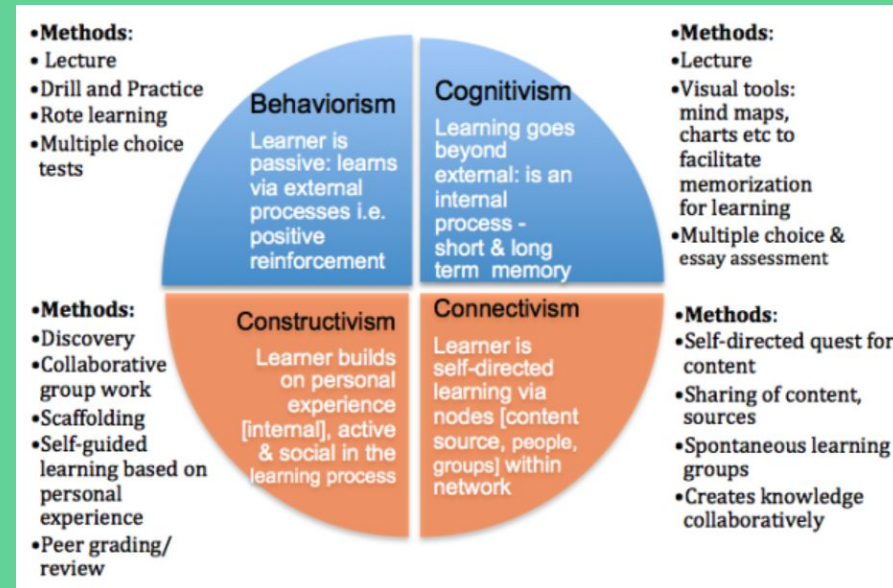 •Methods:
• Lecture
•Drill and Practice
•Rote learning
•Multiple choice
tests
Behaviorism
Learner is
passive: learns
via external
processes i.e.
positive
reinforcement
Cognitivism
Learning goes
beyond
external: is an
internal
process -
short & long
term memory
•Methods:
•Lecture
•Visual tools:
mind maps,
charts etc to
facilitate
memorization
for learning
•Multiple choice &
essay assessment
•Methods:
•Discovery
•Collaborative
group work
•Scaffolding
•Self-guided
learning based on
personal
experience
•Peer grading/
review
Constructivism
Learner builds
on personal
experience
[internal], active
& social in the
learning process
Connectivism
Learner is
self-directed
learning via
nodes [content
source, people,
groups] within
network
•Methods:
•Self-directed quest for
content
•Sharing of content,
sources
•Spontaneous learning
groups
•Creates knowledge
collaboratively